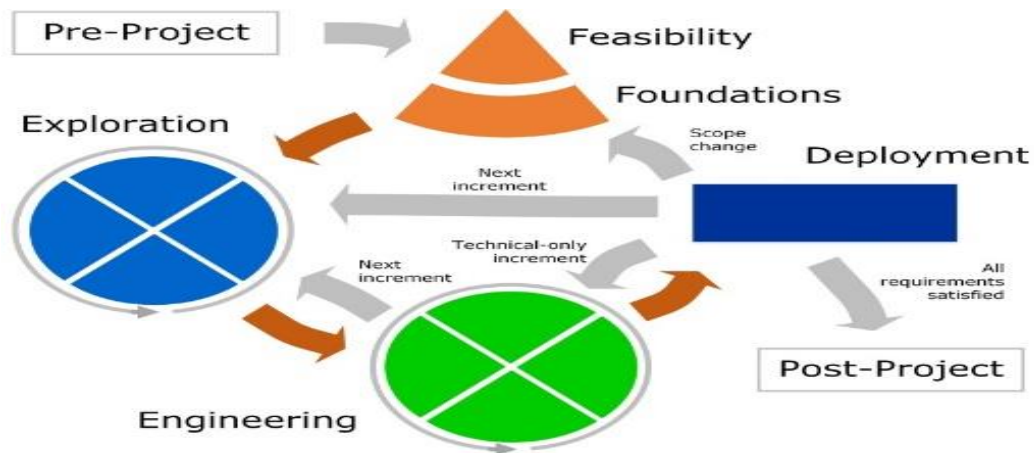 Pre-Project
Feasibility
Foundations
Exploration
Scope
change
Deployment
Next
increment
Technical-only
increment
Next
increment
All
requirements
satisfied
Post-Project
Engineering